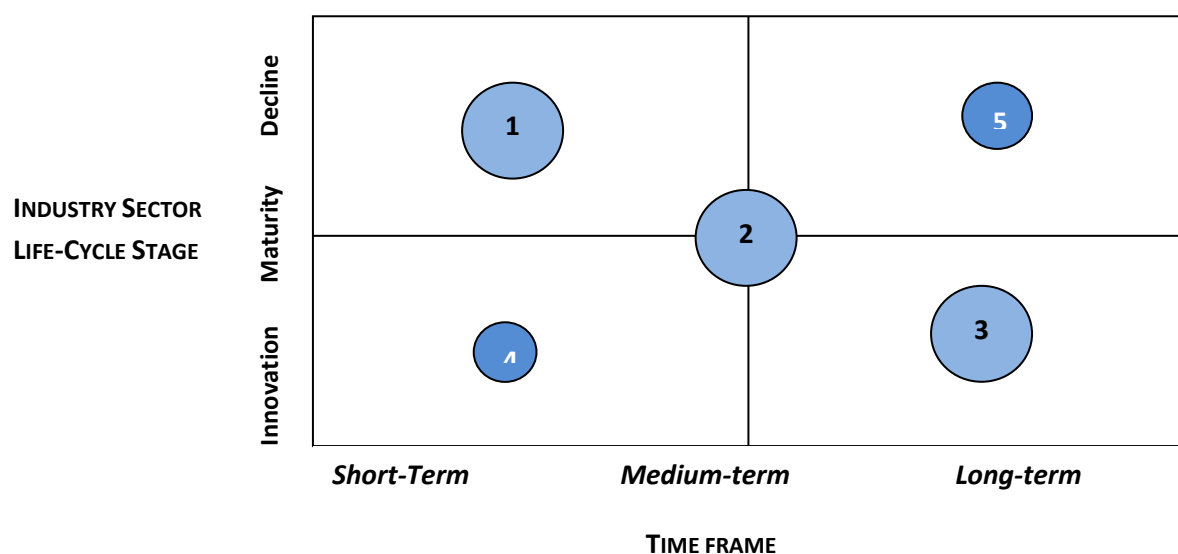 Decline
1
5
INDUSTRY SECTOR
LIFE-CYCLE STAGE
Maturity
2
Innovation
4
3
Short-Term
Medium-term
Long-term
TIME FRAME